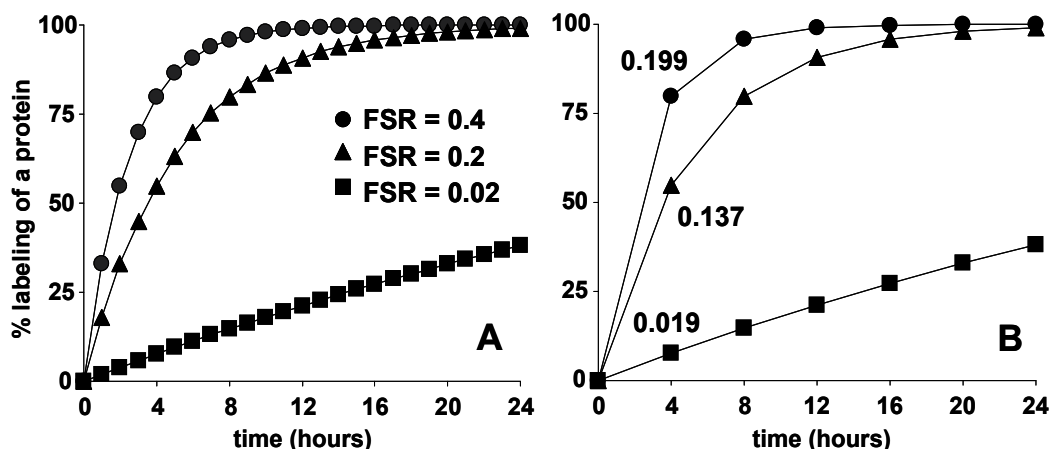 % labeling of a protein
100
75
50
25
0
FSR = 0.4
FSR = 0.2
FSR = 0.02
A
0 4 8 12 16 20 24
time (hours)
100
75
50
25
0
0.199
0.137
0.019
B
0 4 8 12 16 20 24
time (hours)